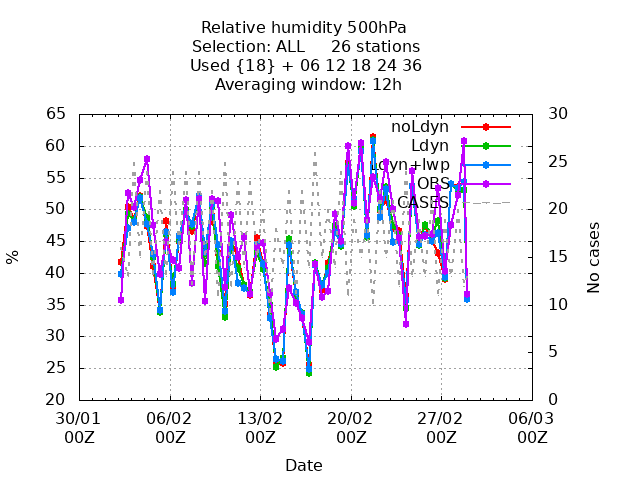 Relative humidity 500hPa
Selection: ALL 26 stations
Used {18} + 06 12 18 24 36
Averaging window: 12h
65 30
60 25
55
50 20
45 15
40
35 10
30
25 5
20 0
%
No cases
noLdyn
Ldyn
Ldyn+lwp
OBS
CASES
30/01 06/02 13/02 20/02 27/02 06/03
00Z 00Z 00Z 00Z 00Z 00Z
Date